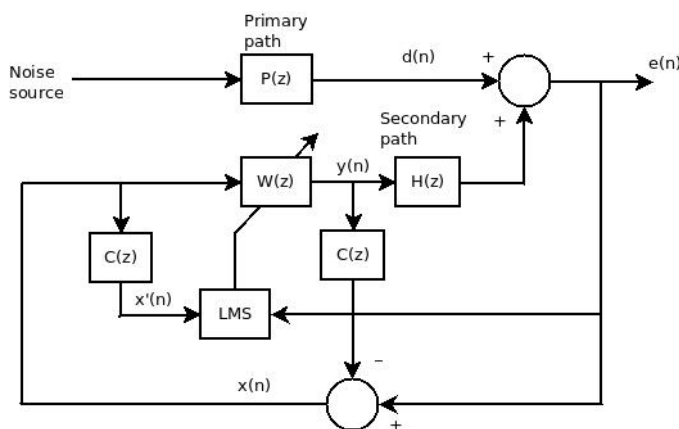 Primary
path
Noise
source
P(z)
d(n)
+
e(n)
+
Secondary
path
W(z)
y(n)
H(z)
C(z)
C(z)
x'(n)
LMS
x(n)
–
+